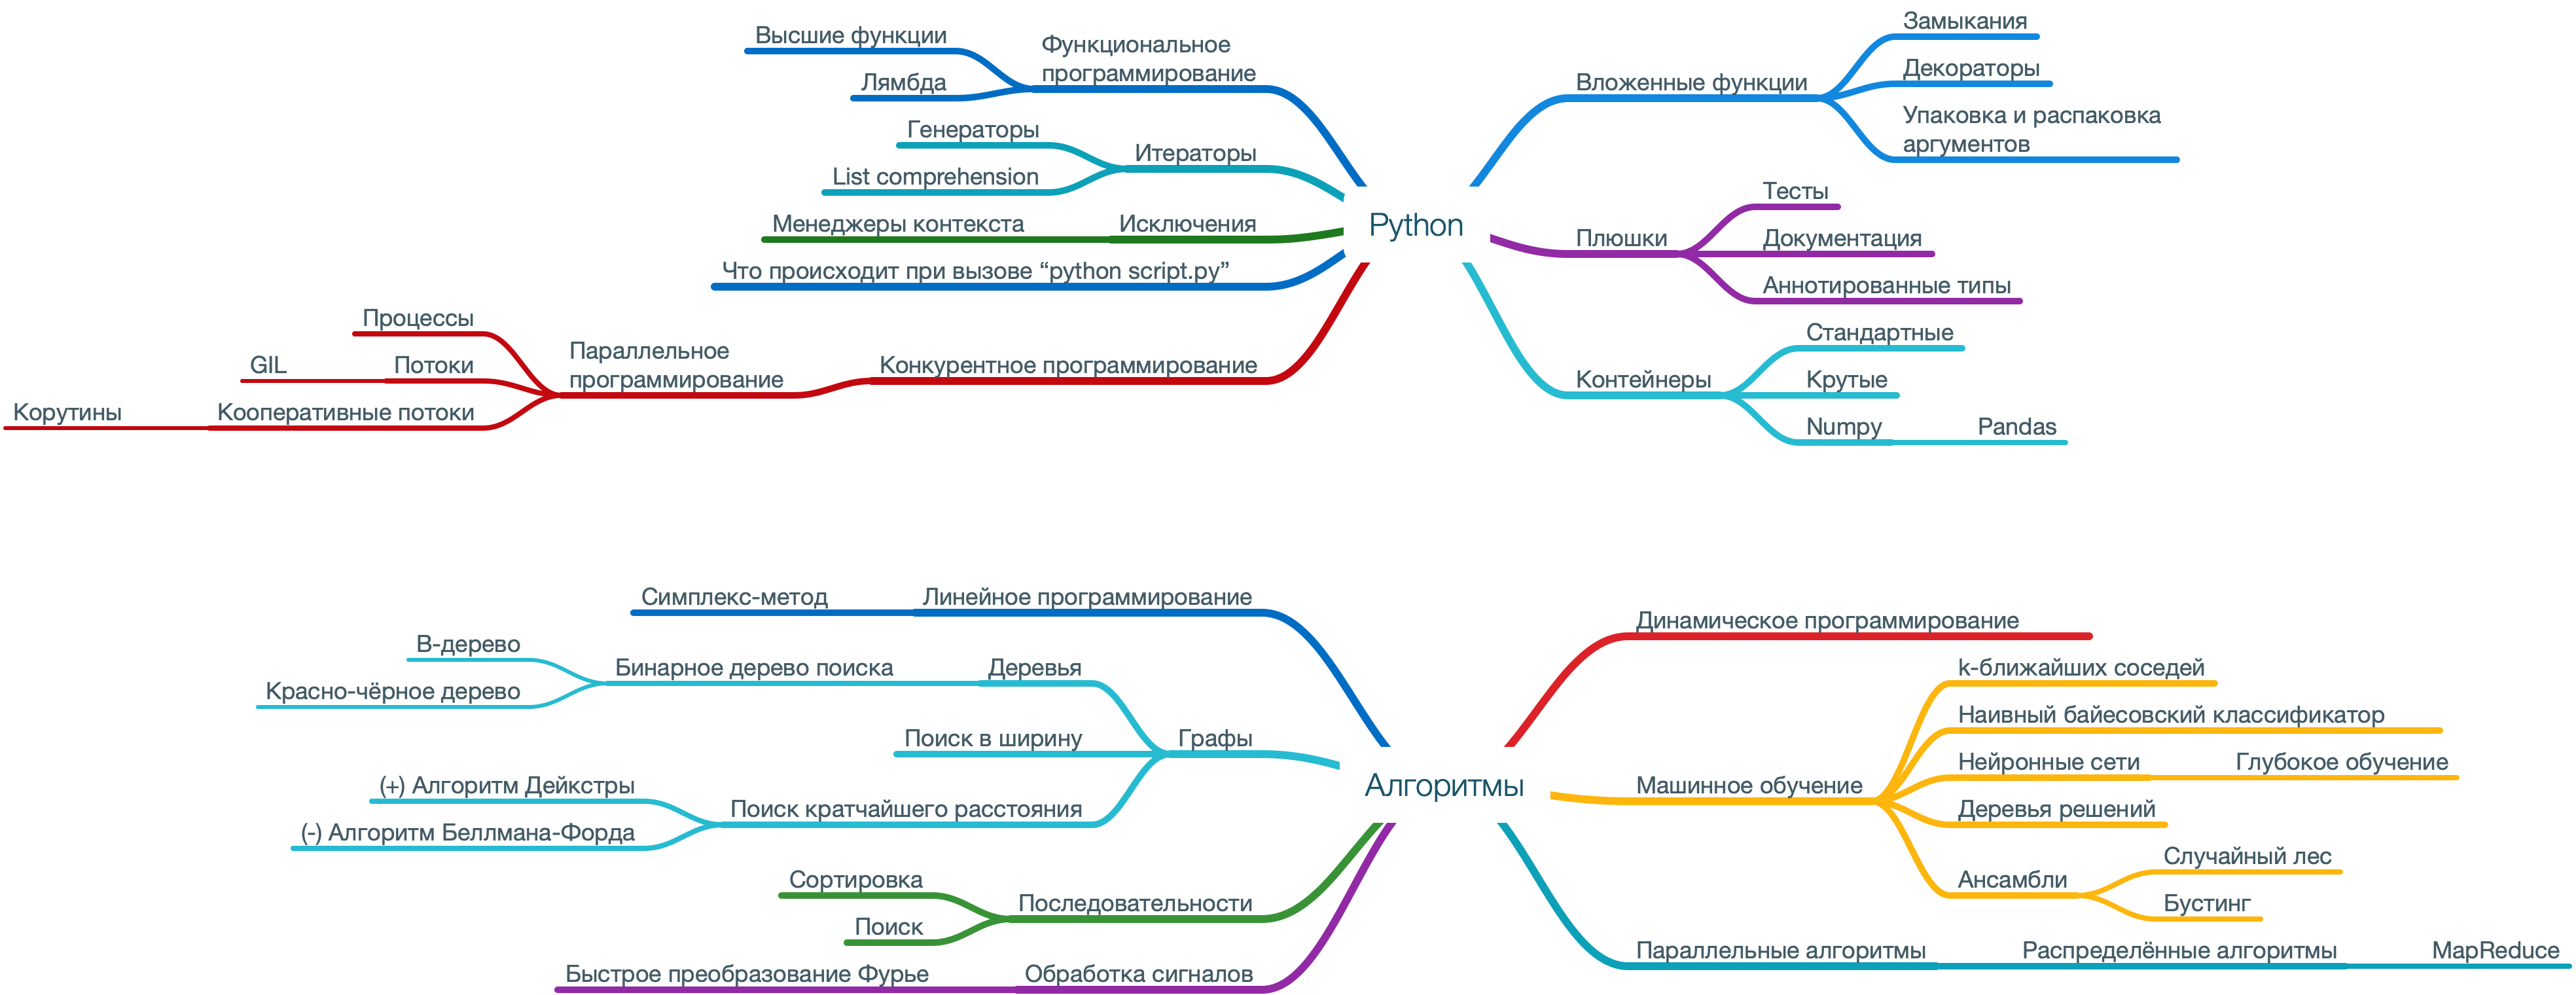 Python
Функциональное
программирование
Высшие функции
Лямбда
Итераторы
Генераторы
List comprehension
Исключения
Менеджеры контекста
Что происходит при вызове “python script.py”
Конкурентное программирование
Параллельное
программирование
Процессы
Потоки
GIL
Кооперативные потоки
Корутины
Вложенные функции
Замыкания
Декораторы
Упаковка и распаковка
аргументов
Плюшки
Тесты
Документация
Аннотированные типы
Контейнеры
Стандартные
Крутые
Numpy
Pandas
Алгоритмы
Линейное программирование
Симплекс-метод
Графы
Деревья
Бинарное дерево поиска
В-дерево
Красно-чёрное дерево
Поиск в ширину
Поиск кратчайшего расстояния
(+) Алгоритм Дейкстры
(-) Алгоритм Беллмана-Форда
Последовательности
Сортировка
Поиск
Обработка сигналов
Быстрое преобразование Фурье
Динамическое программирование
Машинное обучение
k-ближайших соседей
Наивный байесовский классификатор
Нейронные сети
Глубокое обучение
Деревья решений
Ансамбли
Случайный лес
Бустинг
Параллельные алгоритмы
Распределённые алгоритмы
MapReduce